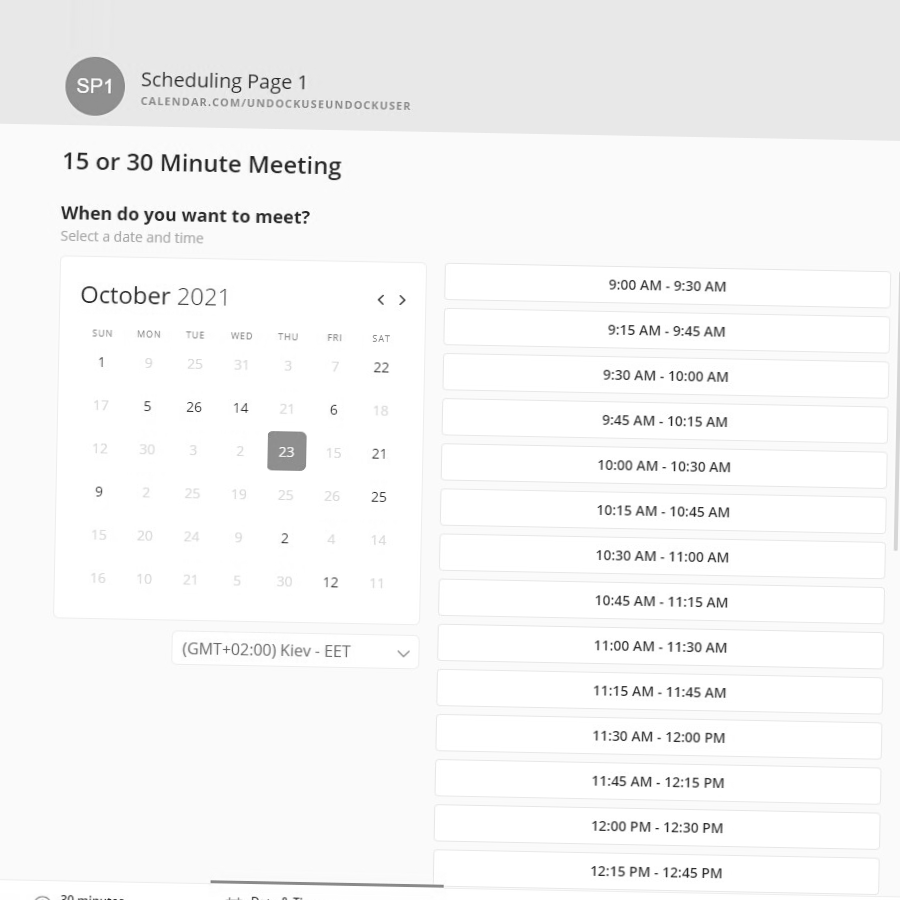 SP1
Scheduling Page 1
CALENDAR.COM/UNDOCKUSEUNDOCKUSER
15 or 30 Minute Meeting
When do you want to meet?
Select a date and time
October 2021
SUN MON TUE WED THU FRI SAT
1 9 25 31 3 7 22
17 5 26 14 21 6 18
12 30 3 2 23 15 21
9 2 25 19 25 26 25
15 20 24 9 2 4 14
16 10 21 5 30 12 11
(GMT+02:00) Kiev - EET
9:00 AM - 9:30 AM
9:15 AM - 9:45 AM
9:30 AM - 10:00 AM
9:45 AM - 10:15 AM
10:00 AM - 10:30 AM
10:15 AM - 10:45 AM
10:30 AM - 11:00 AM
10:45 AM - 11:15 AM
11:00 AM - 11:30 AM
11:15 AM - 11:45 AM
11:30 AM - 12:00 PM
11:45 AM - 12:15 PM
12:00 PM - 12:30 PM
12:15 PM - 12:45 PM
30 minutes
Date &